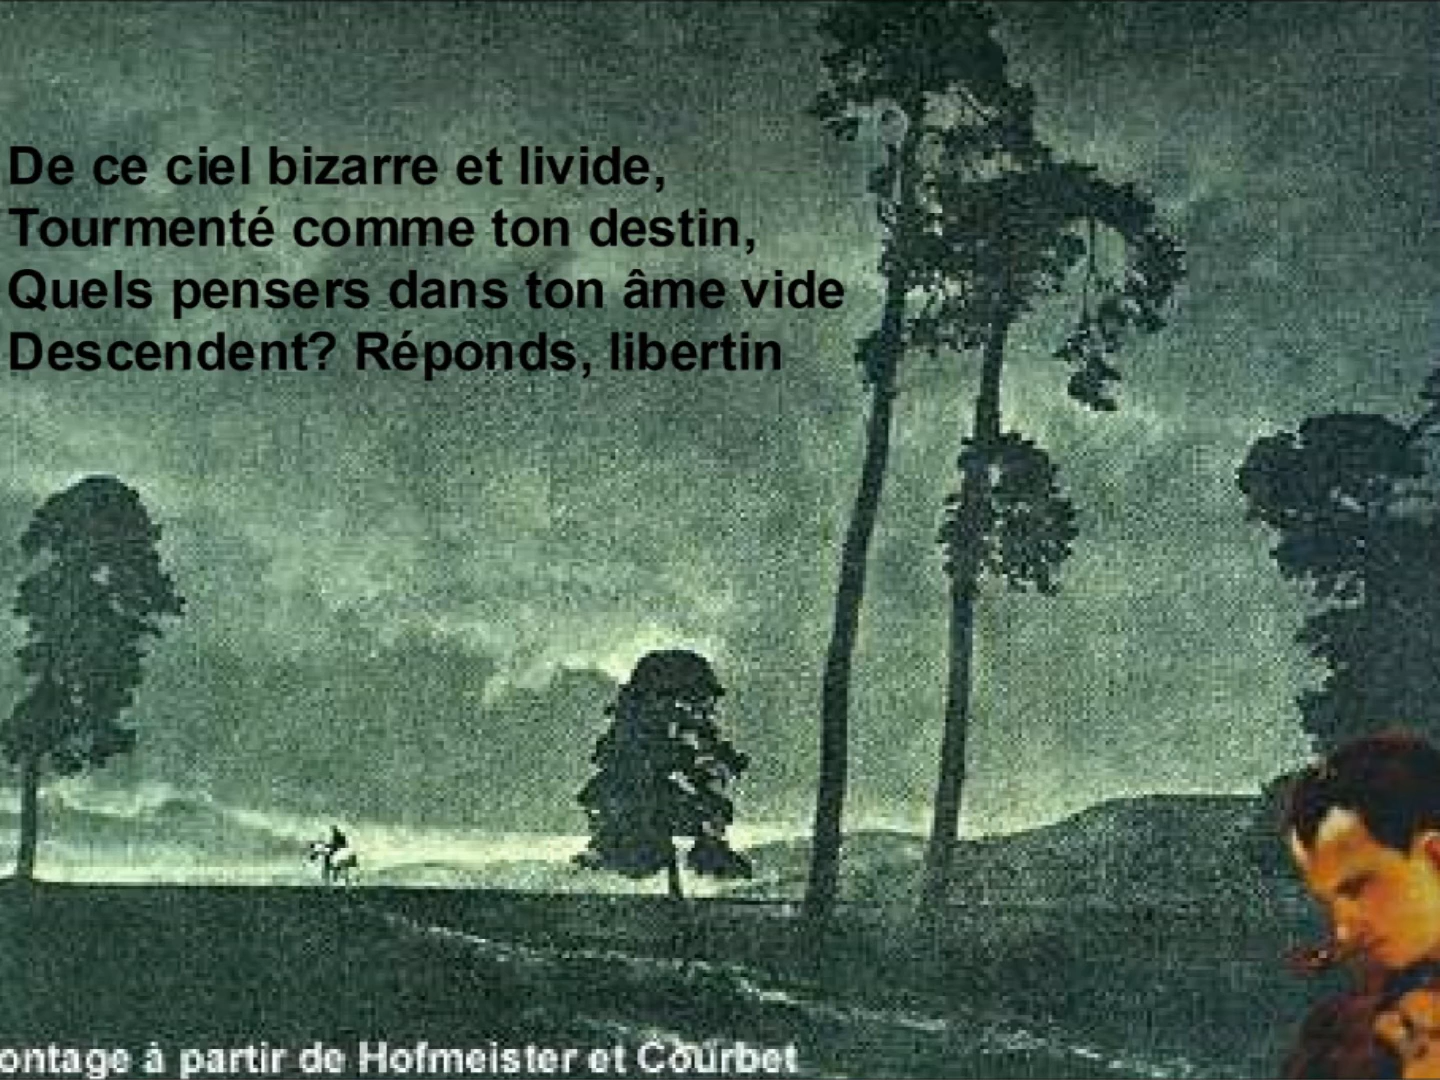 De ce ciel bizarre et livide,
Tourmenté comme ton destin,
Quels pensers dans ton âme vide
Descendent? Réponds, libertin
ontage à partir de Hofmeister et Courbet